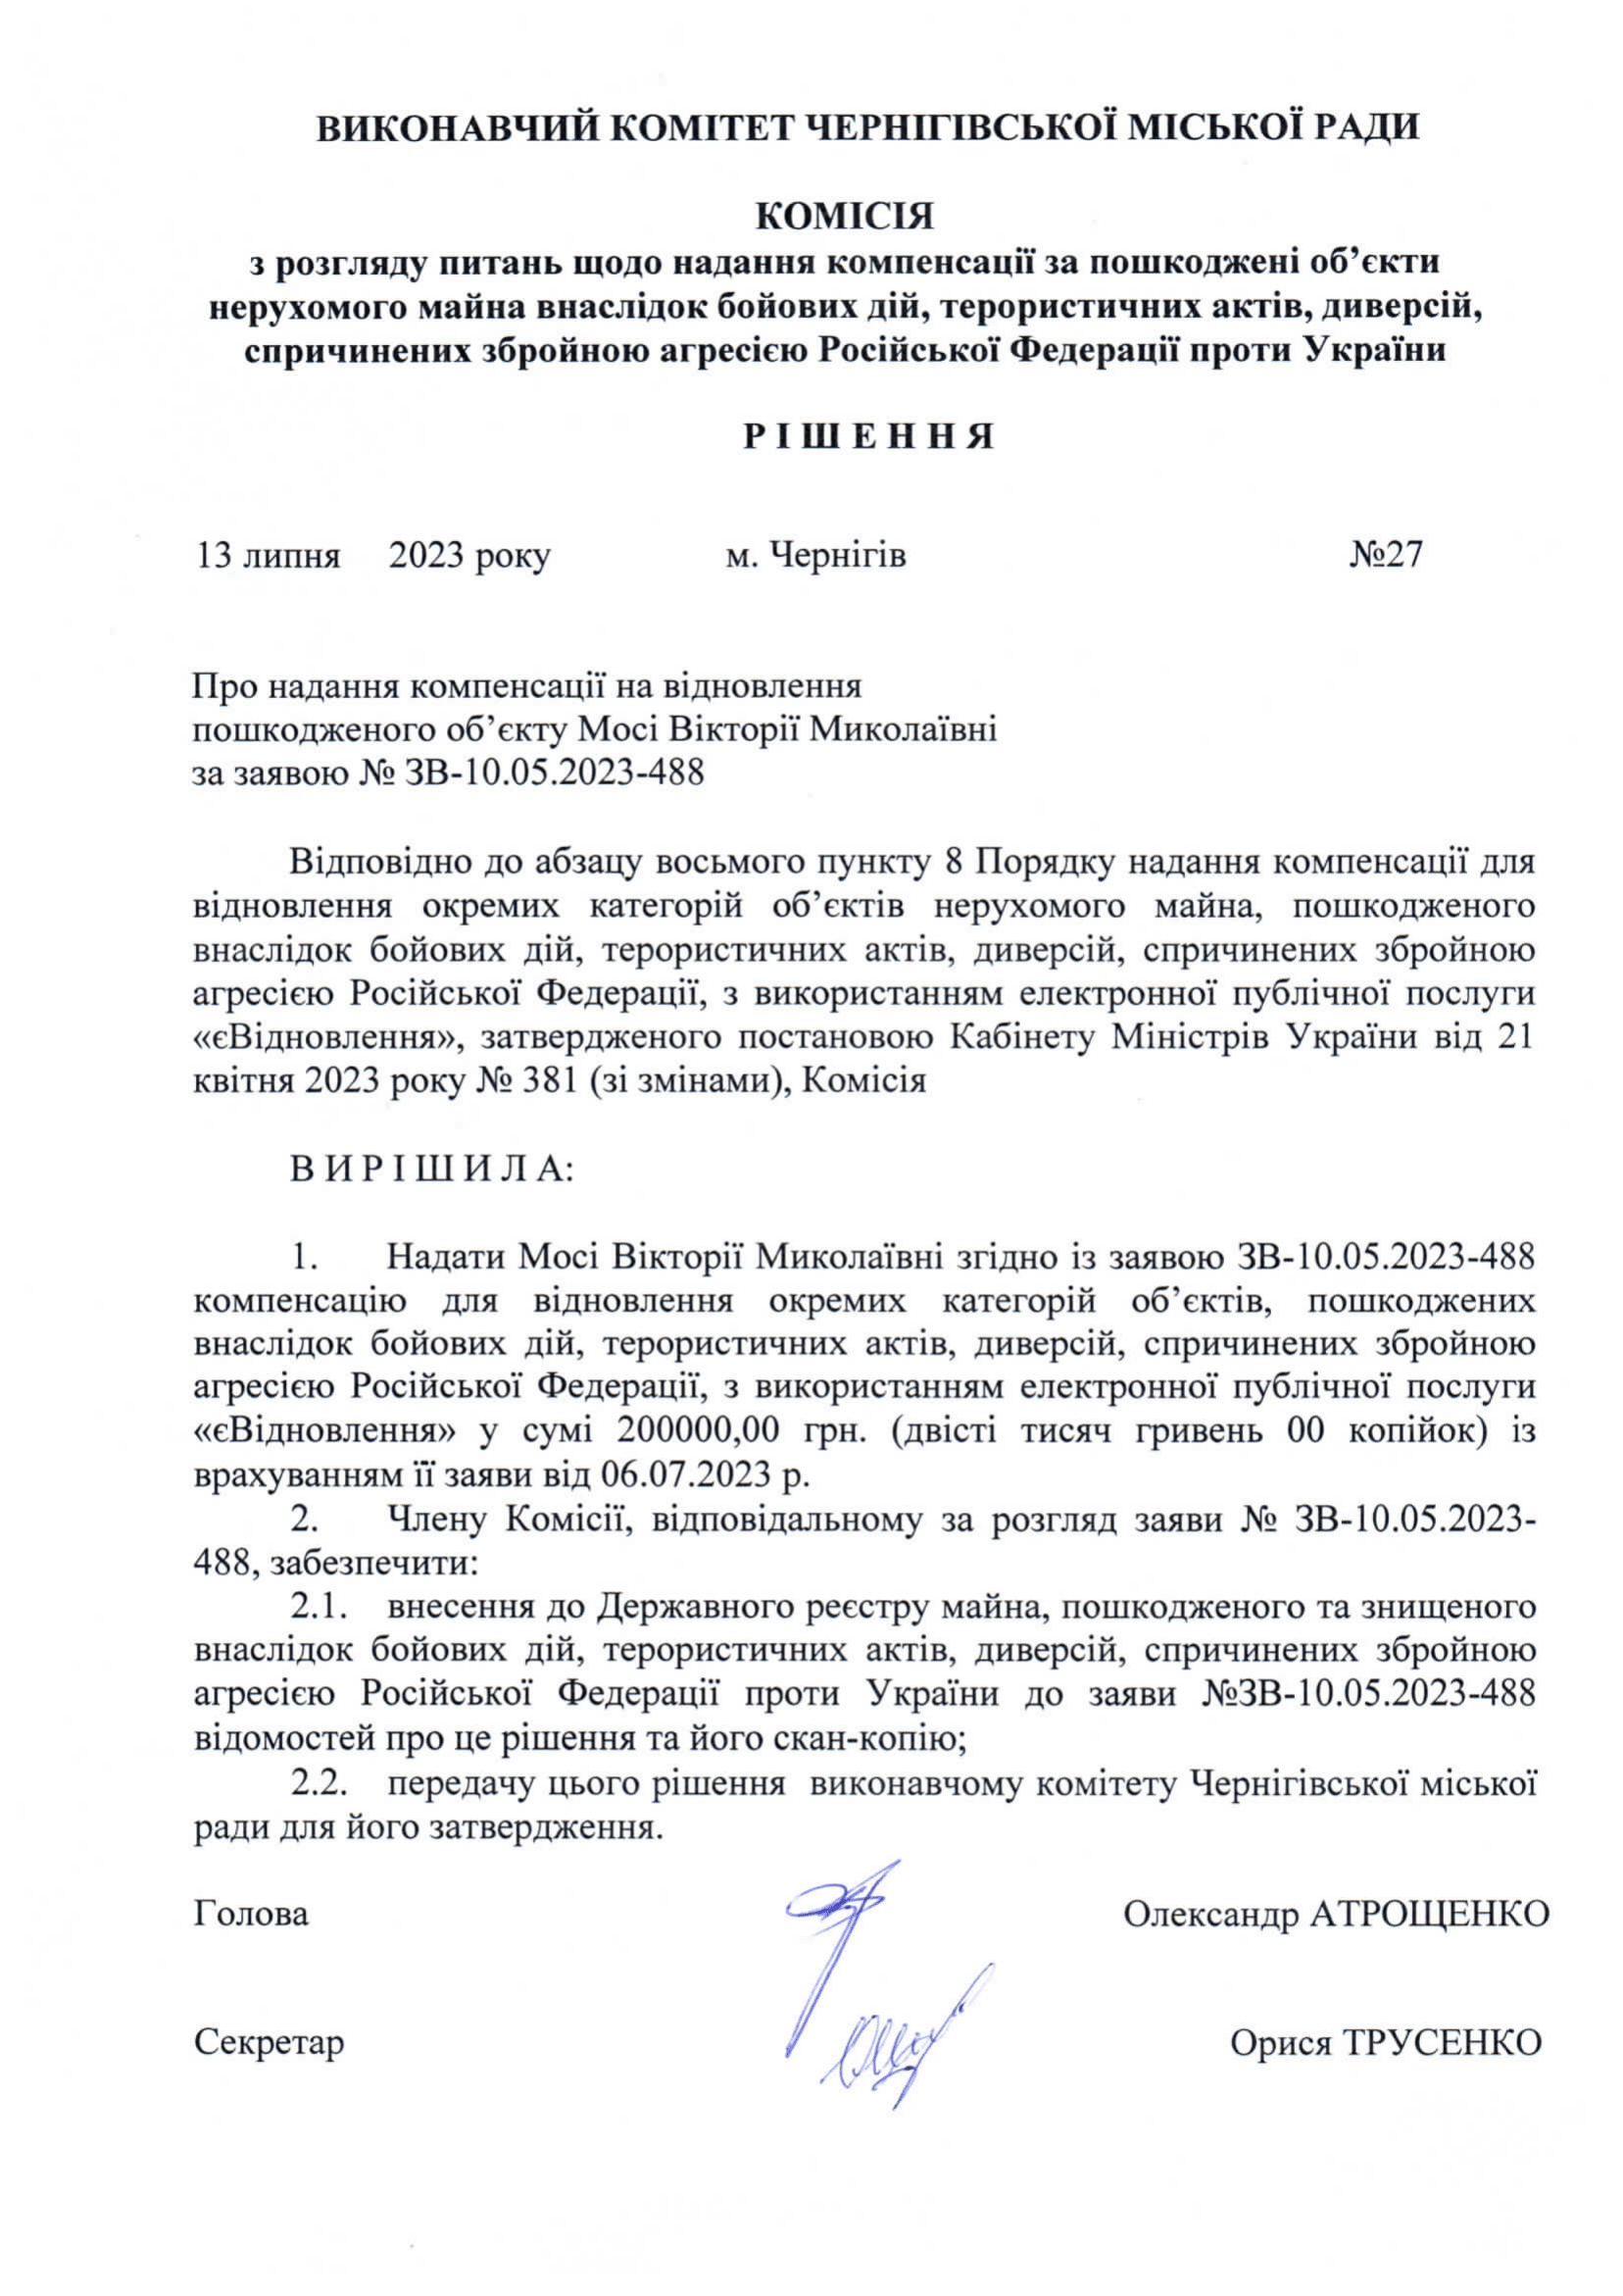 ВИКОНАВЧИЙ КОМІТЕТ ЧЕРНІГІВСЬКОЇ МІСЬКОЇ РАДИ
КОМІСІЯ
з розгляду питань щодо надання компенсації за пошкоджені об’єкти
нерухомого майна внаслідок бойових дій, терористичних актів, диверсій,
спричинених збройною агресією Російської Федерації проти України
Р І Ш Е Н Н Я
13 липня 2023 року м. Чернігів №27
Про надання компенсації на відновлення
пошкодженого об’єкту Мосі Вікторії Миколаївні
за заявою № ЗВ-10.05.2023-488
Відповідно до абзацу восьмого пункту 8 Порядку надання компенсації для
відновлення окремих категорій об’єктів нерухомого майна, пошкодженого
внаслідок бойових дій, терористичних актів, диверсій, спричинених збройною
агресією Російської Федерації, з використанням електронної публічної послуги
«єВідновлення», затвердженого постановою Кабінету Міністрів України від 21
квітня 2023 року № 381 (зі змінами), Комісія
В И Р І Ш И Л А:
1. Надати Мосі Вікторії Миколаївні згідно із заявою ЗВ-10.05.2023-488
компенсацію для відновлення окремих категорій об’єктів, пошкоджених
внаслідок бойових дій, терористичних актів, диверсій, спричинених збройною
агресією Російської Федерації, з використанням електронної публічної послуги
«єВідновлення» у сумі 200000,00 грн. (двісті тисяч гривень 00 копійок) із
врахуванням її заяви від 06.07.2023 р.
2. Члену Комісії, відповідальному за розгляд заяви № ЗВ-10.05.2023-
488, забезпечити:
2.1. внесення до Державного реєстру майна, пошкодженого та знищеного
внаслідок бойових дій, терористичних актів, диверсій, спричинених збройною
агресією Російської Федерації проти України до заяви №ЗВ-10.05.2023-488
відомостей про це рішення та його скан-копію;
2.2. передачу цього рішення виконавчому комітету Чернігівської міської
ради для його затвердження.
Голова Олександр АТРОЩЕНКО
Секретар Орися ТРУСЕНКО